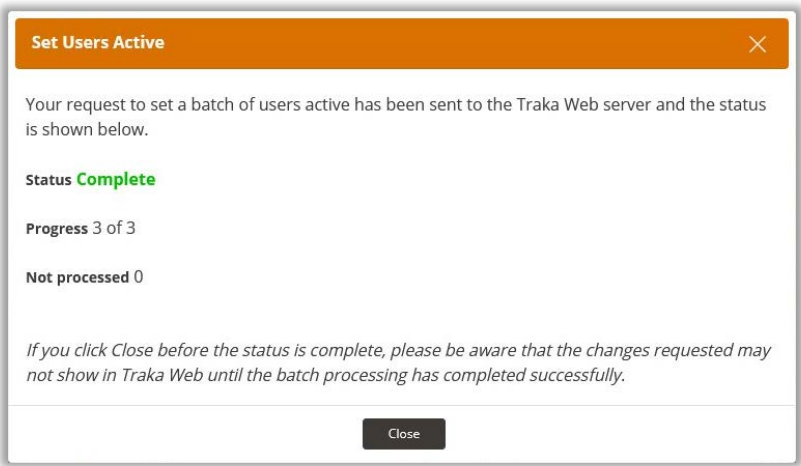 Set Users Active
Your request to set a batch of users active has been sent to the Traka Web server and the status
is shown below.
Status Complete
Progress 3 of 3
Not processed 0
If you click Close before the status is complete, please be aware that the changes requested may
not show in Traka Web until the batch processing has completed successfully.
Close